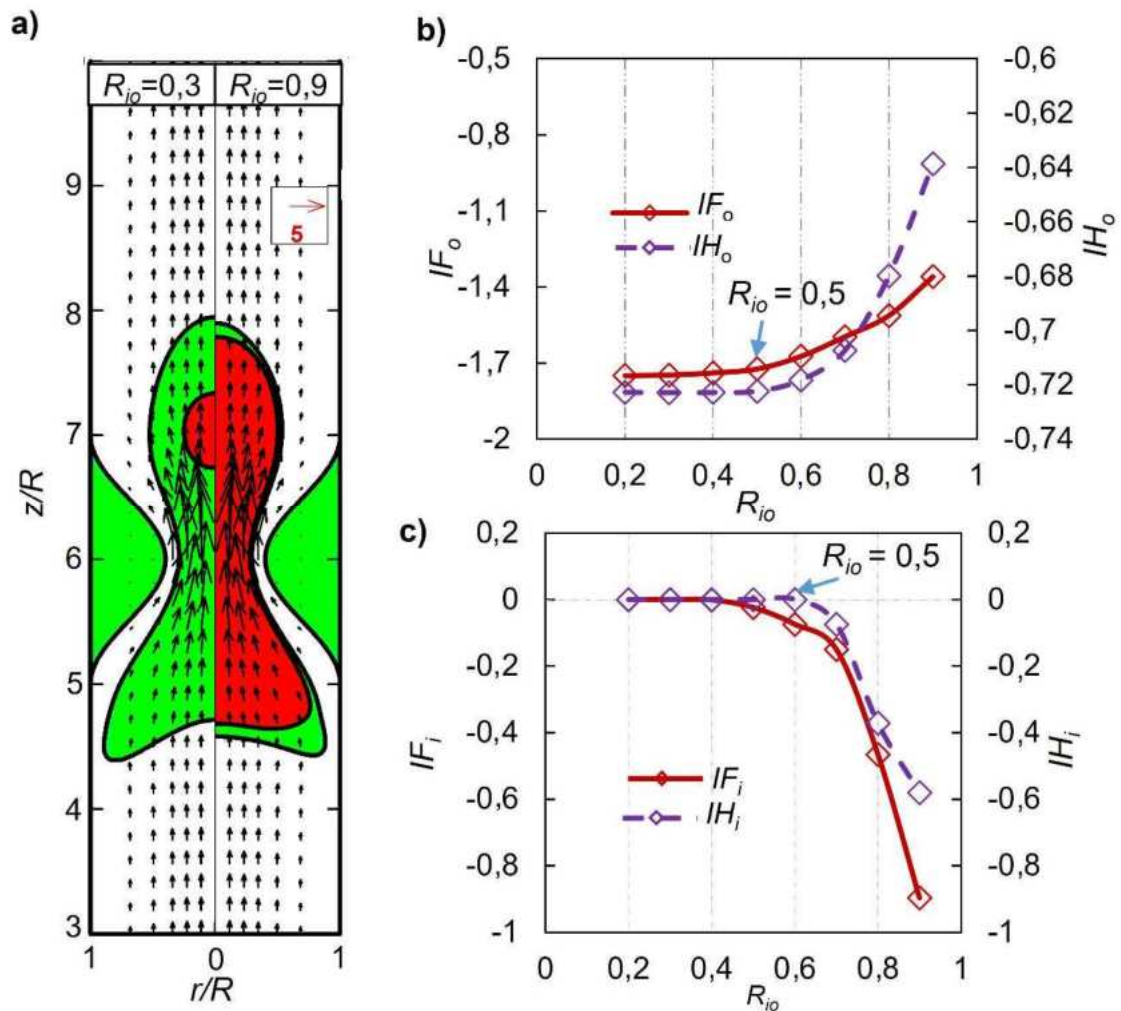 a)
R_io=0,3 R_io=0,9
5
9
8
7
6
5
4
3
z/R
1 0 1
r/R
b)
-0,5
-0,8
-1,1
-1,4
-1,7
-2
IF_o
IF_o
IH_o
R_io = 0,5
-0,6
-0,62
-0,64
-0,66
-0,68
-0,7
-0,72
-0,74
IH_o
0 0,2 0,4 0,6 0,8 1
R_io
c)
0,2
0
-0,2
-0,4
-0,6
-0,8
-1
IF_i
R_io = 0,5
IF_i
IH_i
0,2
0
-0,2
-0,4
-0,6
-0,8
-1
IH_i
0 0,2 0,4 0,6 0,8 1
R_io